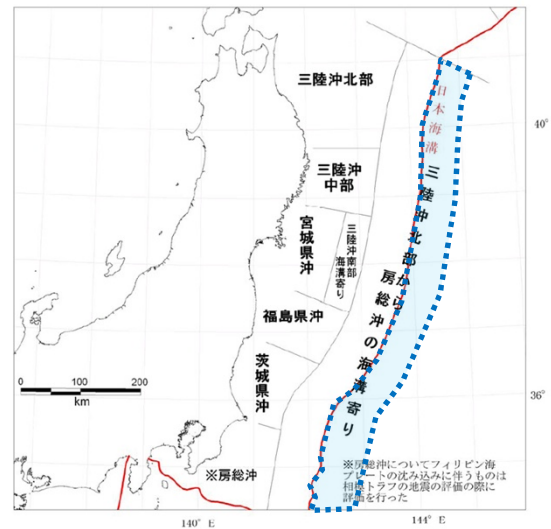 三陸沖北部
日本海溝
40°
三陸沖
中部
三陸沖北部から
房総沖の海溝寄り
宮城県沖
三陸沖南部
海溝寄り
福島県沖
茨城県沖
0 100 200
km
36°
※房総沖
※房総沖についてフィリピン海
プレートの沈み込みに伴うものは
相模トラフの地震の評価の際に
評価を行った
140° E
144° E